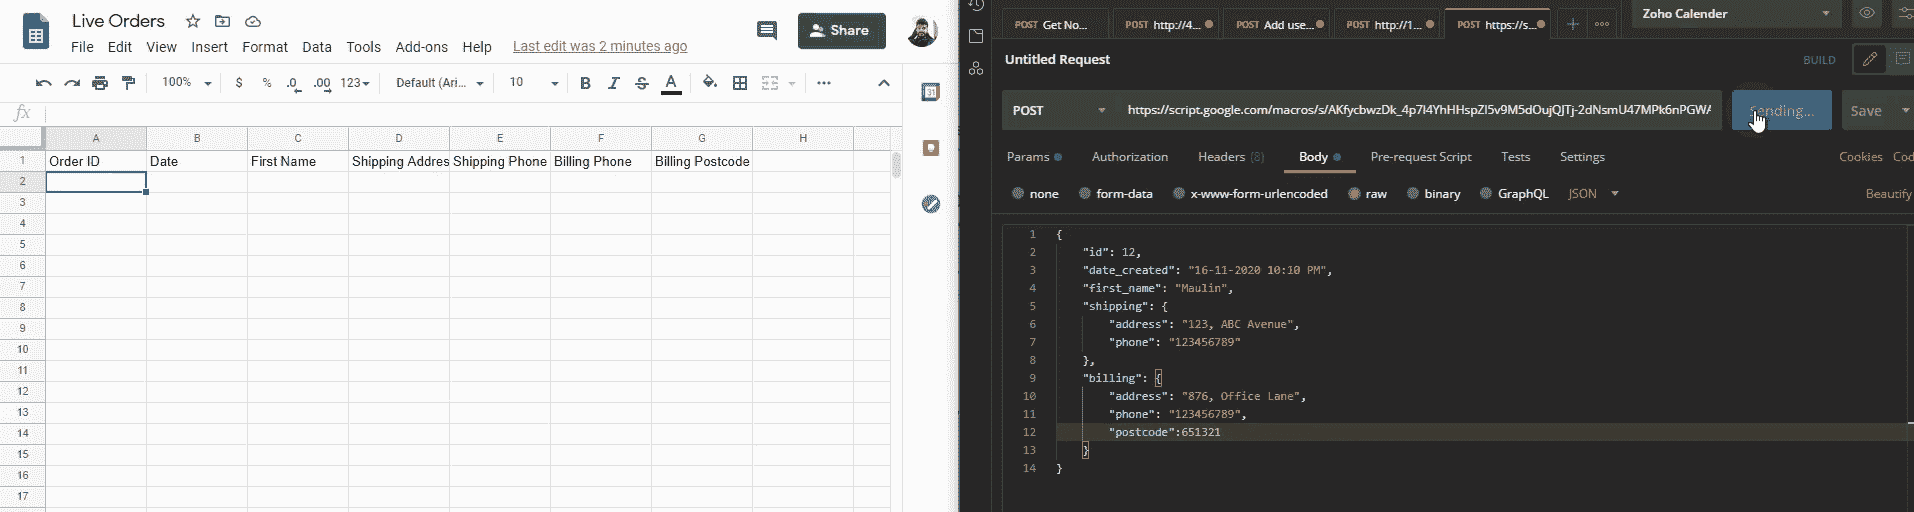 Live Orders
File Edit View Insert Format Data Tools Add-ons Help Last edit was 2 minutes ago
Share
100% $ % .0 .00 123 Default (Ari... 10 B I S A ...
fx
A B C D E F G H
1 Order ID Date First Name Shipping Addres Shipping Phone Billing Phone Billing Postcode
2
3
4
5
6
7
8
9
10
11
12
13
14
15
16
17
31
POST Get No... POST http://4... POST Add use... POST http://1... POST https://s... + ... Zoho Calender
Untitled Request BUILD
POST https://script.google.com/macros/s/AKfycbwzDk_4p7I4YhHHspZI5v9M5dOujQJTj-2dNsmU47MPk6nPGWA Sending... Save
Params Authorization Headers (8) Body Pre-request Script Tests Settings Cookies Cod
none form-data x-www-form-urlencoded raw binary GraphQL JSON Beautify
1 {
2 "id": 12,
3 "date_created": "16-11-2020 10:10 PM",
4 "first_name": "Maulin",
5 "shipping": {
6 "address": "123, ABC Avenue",
7 "phone": "123456789"
8 },
9 "billing": {
10 "address": "876, Office Lane",
11 "phone": "123456789",
12 "postcode":651321
13 }
14 }